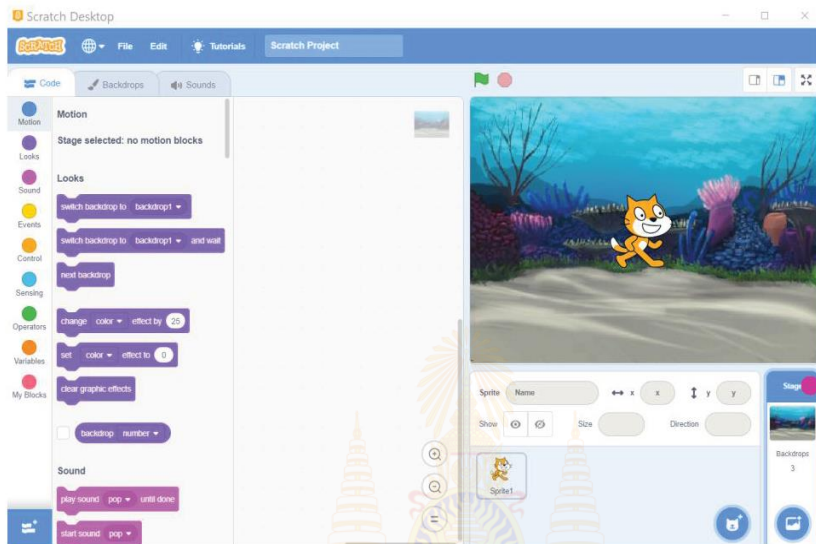 Scratch Desktop
SCRATCH File Edit Tutorials Scratch Project
Code Backdrops Sounds
Motion
Looks
Sound
Events
Control
Sensing
Operators
Variables
My Blocks
Motion
Stage selected: no motion blocks
Looks
switch backdrop to backdrop1
switch backdrop to backdrop1 and wait
next backdrop
change color effect by 25
set color effect to 0
clear graphic effects
backdrop number
Sound
play sound pop until done
start sound pop
Sprite Name x x y y
Show Size Direction
Sprite1
Stage
Backdrops
3